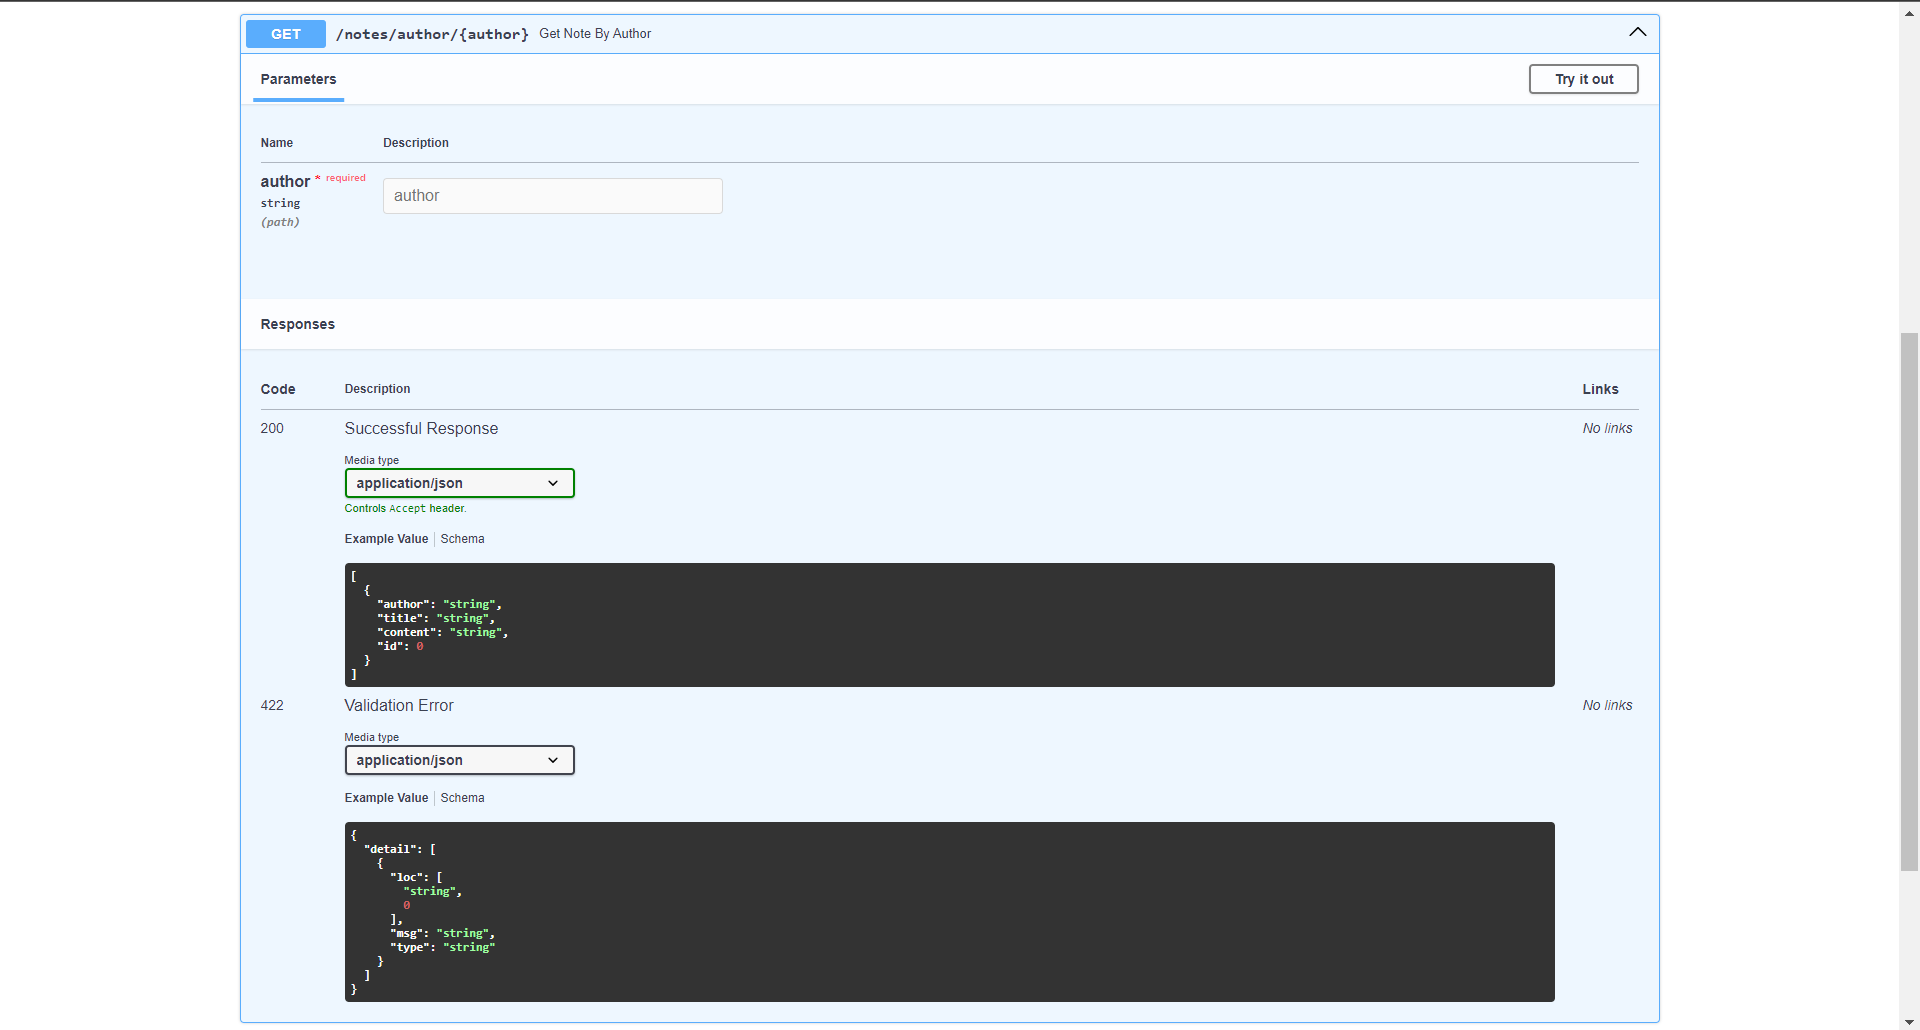 GET /notes/author/{author} Get Note By Author
Parameters Try it out
Name Description
author * required
string
(path)
author
Responses
Code Description Links
200 Successful Response No links
Media type
application/json
Controls Accept header.
Example Value Schema
[
  {
    "author": "string",
    "title": "string",
    "content": "string",
    "id": 0
  }
]
422 Validation Error No links
Media type
application/json
Example Value Schema
{
  "detail": [
    {
      "loc": [
        "string",
        0
      ],
      "msg": "string",
      "type": "string"
    }
  ]
}